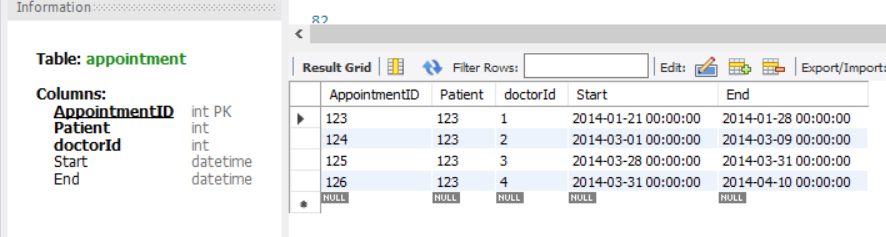 Information
Table: appointment
Columns:
AppointmentID int PK
Patient int
doctorId int
Start datetime
End datetime
82
Result Grid Filter Rows: Edit: Export/Import:
AppointmentID Patient doctorId Start End
123 123 1 2014-01-21 00:00:00 2014-01-28 00:00:00
124 123 2 2014-03-01 00:00:00 2014-03-09 00:00:00
125 123 3 2014-03-28 00:00:00 2014-03-31 00:00:00
126 123 4 2014-03-31 00:00:00 2014-04-10 00:00:00
NULL NULL NULL NULL NULL